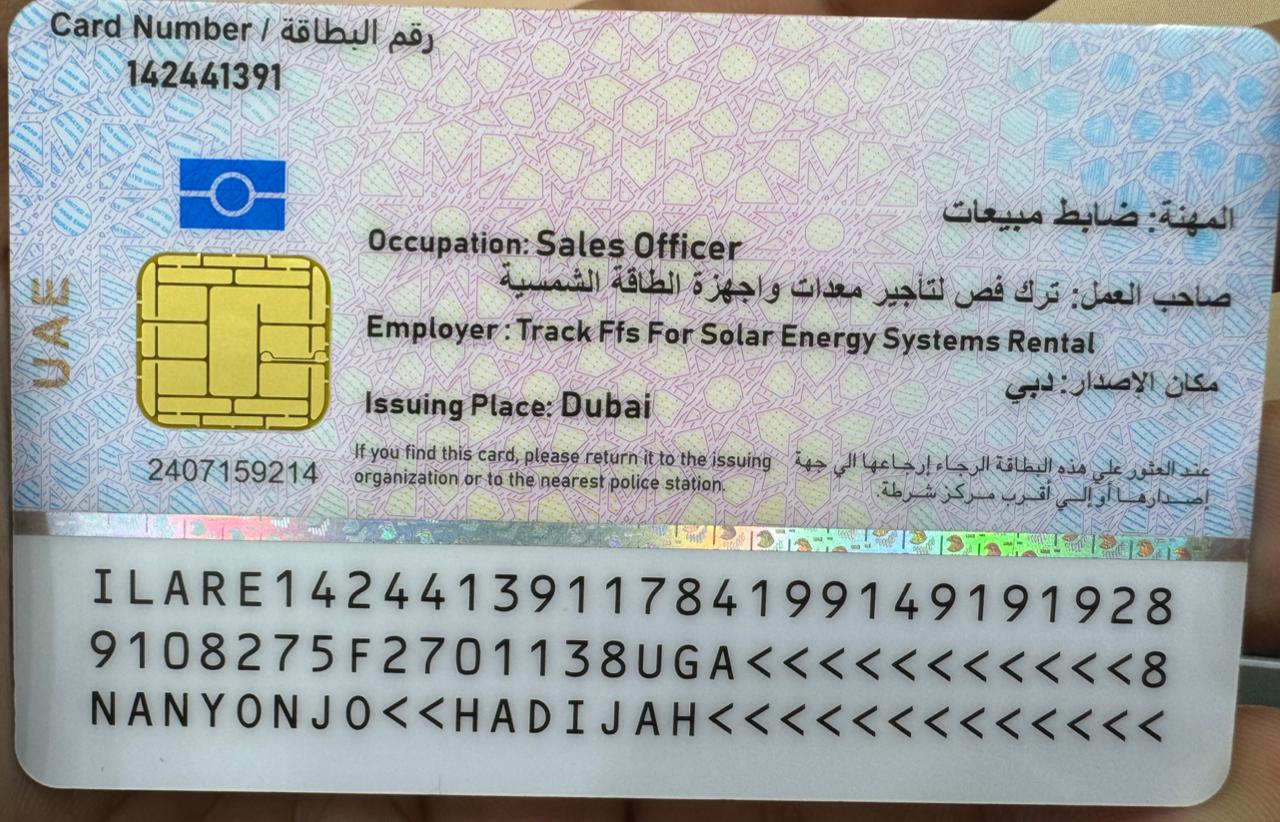 Card Number / رقم البطاقة
142441391
المهنة: ضابط مبيعات
Occupation: Sales Officer
صاحب العمل: ترك فص لتأجير معدات واجهزة الطاقة الشمسية
Employer : Track Ffs For Solar Energy Systems Rental
مكان الاصدار: دبي
Issuing Place: Dubai
UAE
2407159214
If you find this card, please return it to the issuing
organization or to the nearest police station.
عند العثور علي هذه البطاقة الرجاء إرجاعها الي جهة
إصدارها أو إلي أقرب مركز شرطة.
ILARE1424413911784199149191928
9108275F2701138UGA<<<<<<<<<<<8
NANYONJO<<HADIJAH<<<<<<<<<<<<<